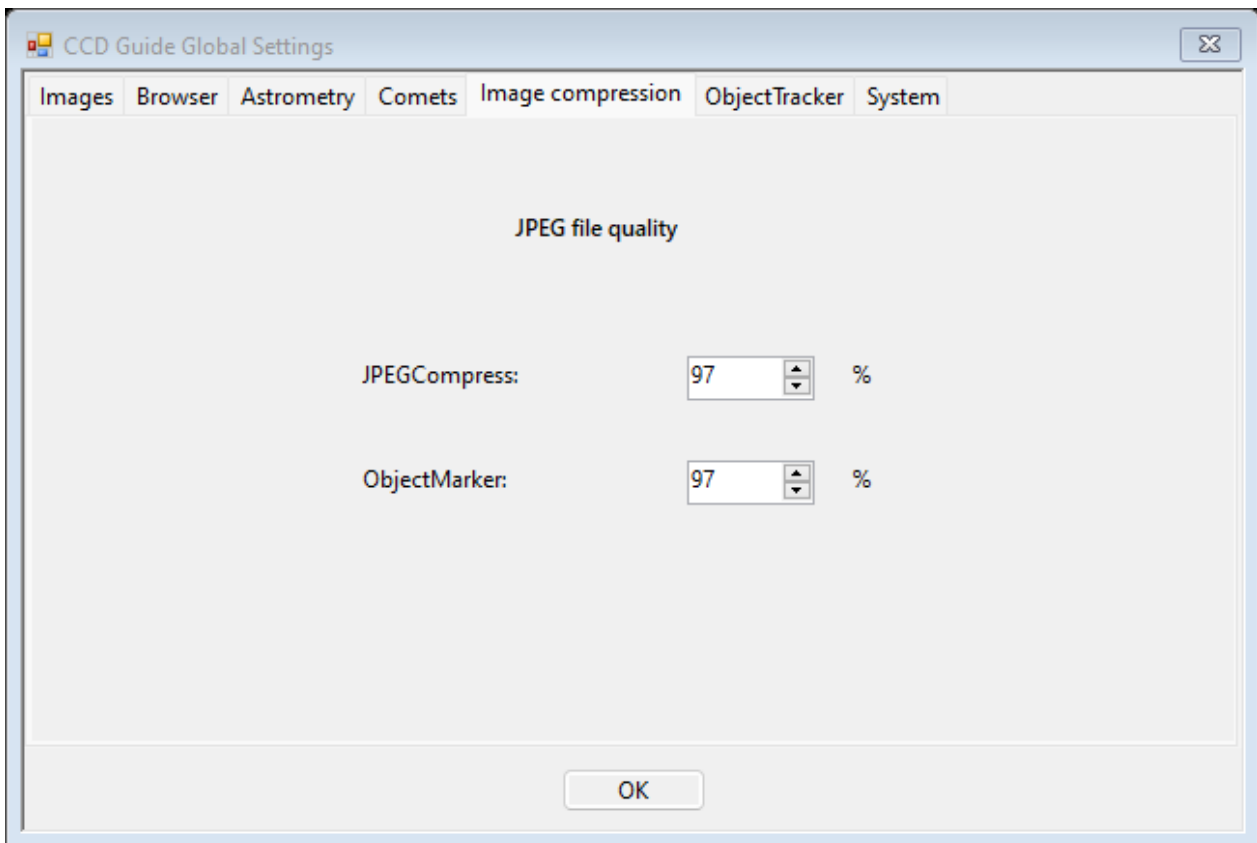 CCD Guide Global Settings
Images Browser Astrometry Comets Image compression ObjectTracker System
JPEG file quality
JPEGCompress: 97 %
ObjectMarker: 97 %
OK